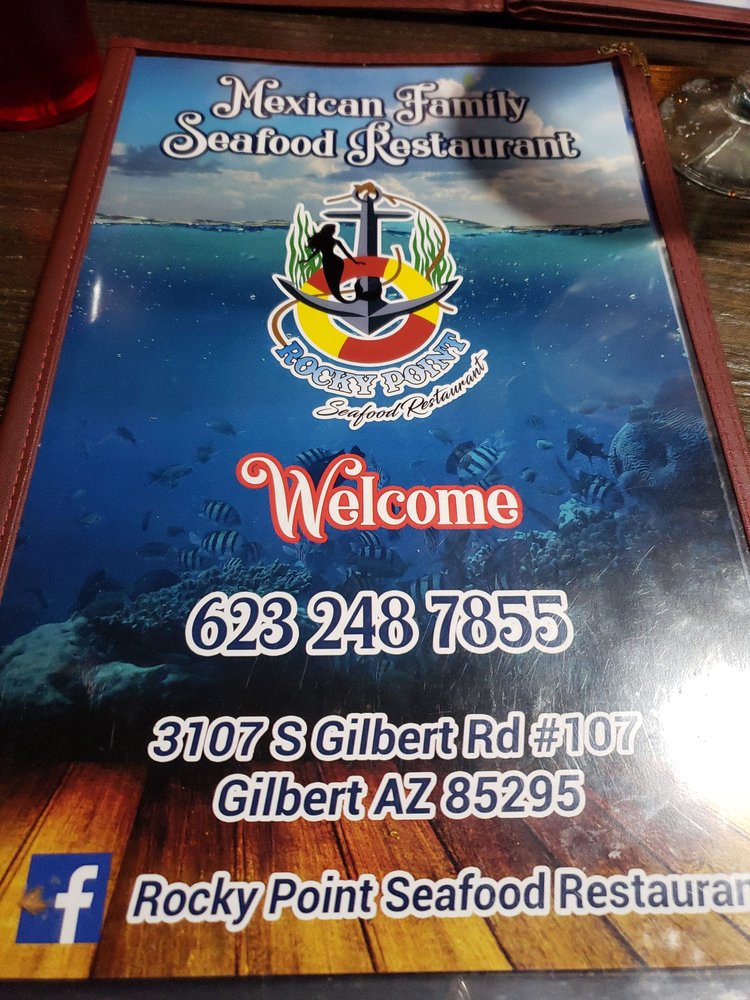 Mexican Family
Seafood Restaurant
ROCKY POINT
Seafood Restaurant
Welcome
623 248 7855
3107 S Gilbert Rd #107
Gilbert AZ 85295
f Rocky Point Seafood Restauran